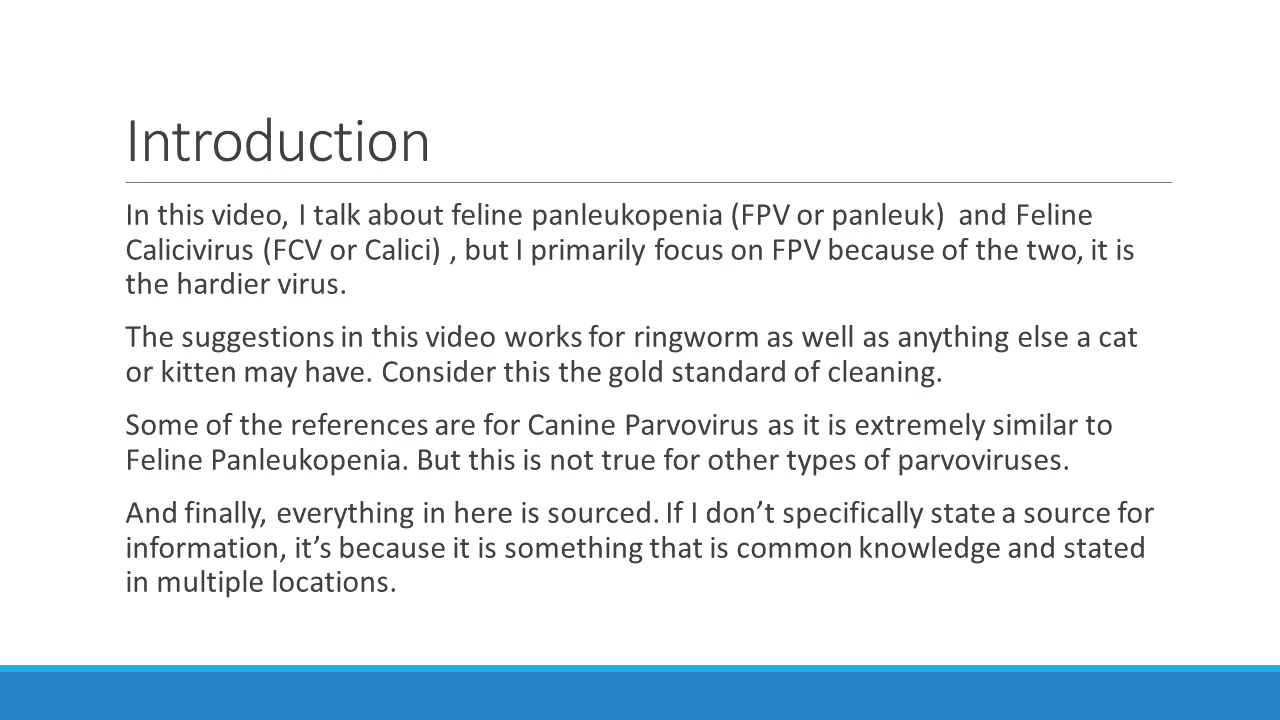 Introduction
In this video, I talk about feline panleukopenia (FPV or panleuk)  and Feline
Calicivirus (FCV or Calici) , but I primarily focus on FPV because of the two, it is
the hardier virus.
The suggestions in this video works for ringworm as well as anything else a cat
or kitten may have. Consider this the gold standard of cleaning.
Some of the references are for Canine Parvovirus as it is extremely similar to
Feline Panleukopenia. But this is not true for other types of parvoviruses.
And finally, everything in here is sourced. If I don’t specifically state a source for
information, it’s because it is something that is common knowledge and stated
in multiple locations.